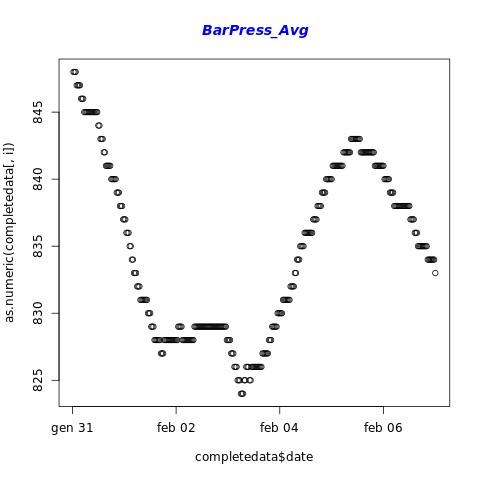 BarPress_Avg
as.numeric(completedata[, i])
845
840
835
830
825
gen 31
feb 02
feb 04
feb 06
completedata$date